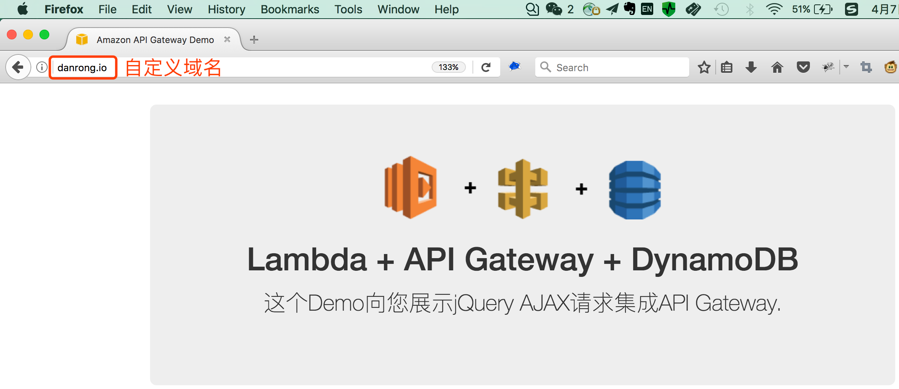 Firefox File Edit View History Bookmarks Tools Window Help 2 EN 51% S 4月7
Amazon API Gateway Demo
danrong.io 自定义域名 133% Search
+ +
Lambda + API Gateway + DynamoDB
这个Demo向您展示jQuery AJAX请求集成API Gateway.